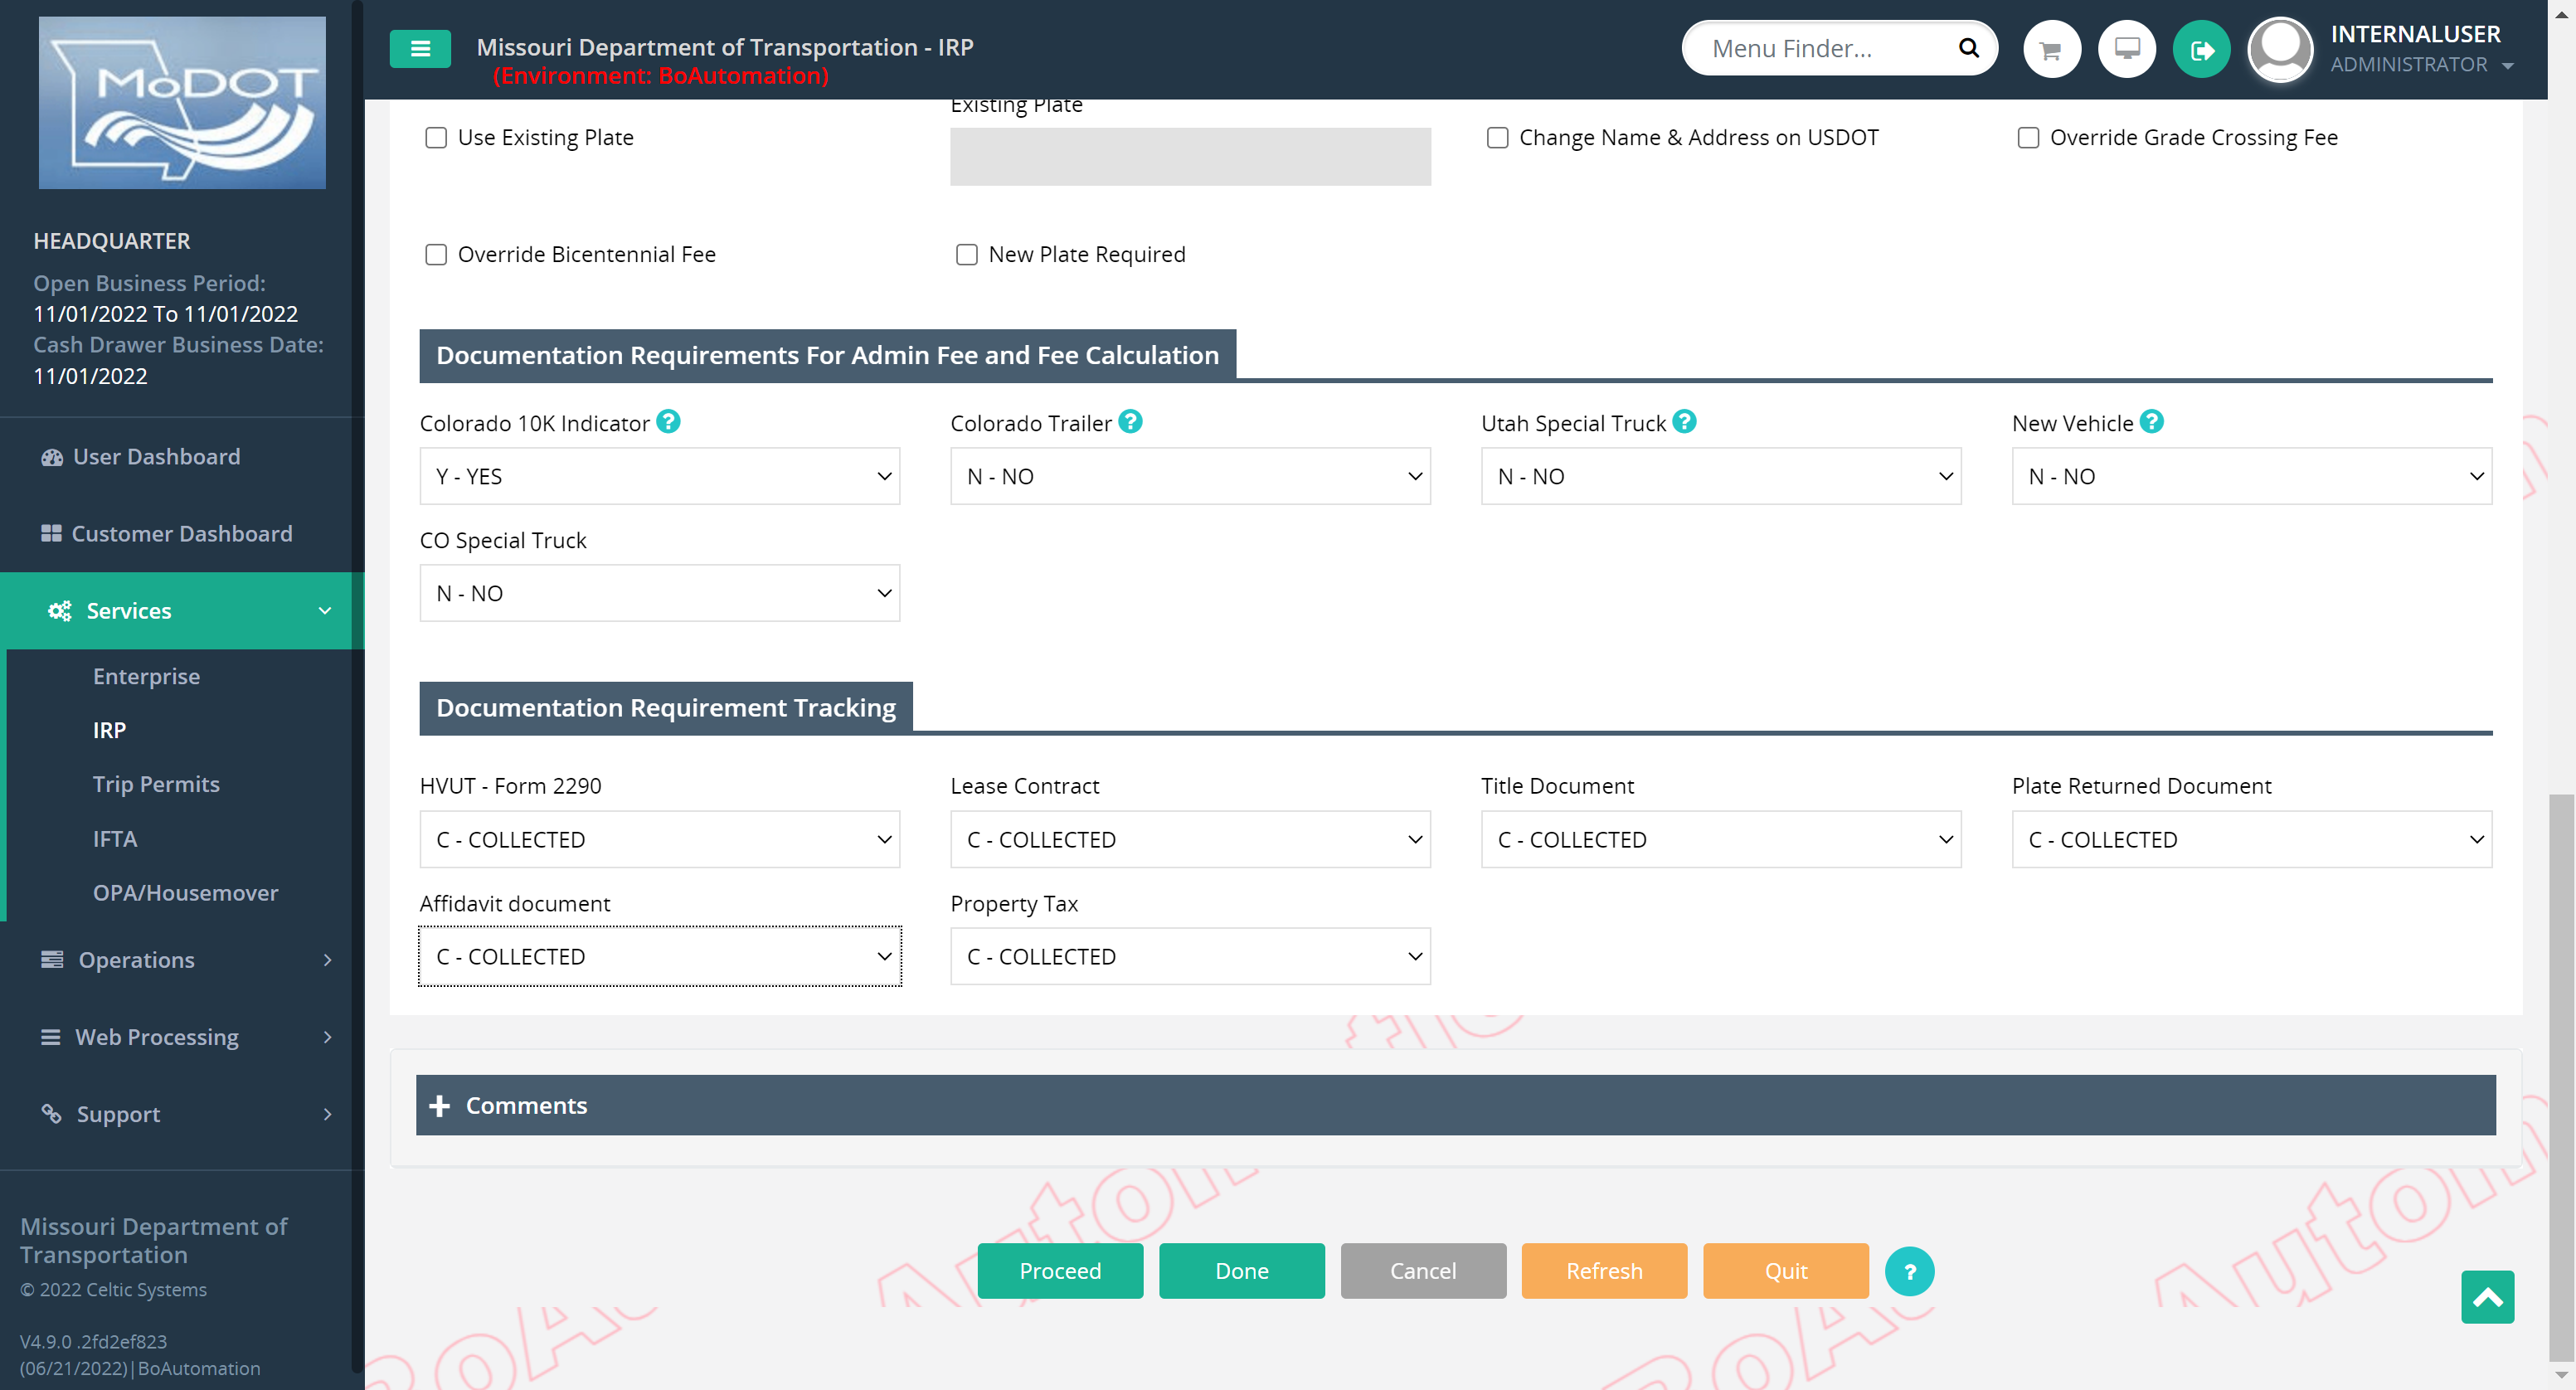 MoDOT
Missouri Department of Transportation - IRP
(Environment: BoAutomation)
Menu Finder...
INTERNALUSER
ADMINISTRATOR
HEADQUARTER
Open Business Period:
11/01/2022 To 11/01/2022
Cash Drawer Business Date:
11/01/2022
User Dashboard
Customer Dashboard
Services
Enterprise
IRP
Trip Permits
IFTA
OPA/Housemover
Operations
Web Processing
Support
Missouri Department of
Transportation
© 2022 Celtic Systems
V4.9.0 .2fd2ef823
(06/21/2022)|BoAutomation
Existing Plate
Use Existing Plate
Change Name & Address on USDOT
Override Grade Crossing Fee
Override Bicentennial Fee
New Plate Required
Documentation Requirements For Admin Fee and Fee Calculation
Colorado 10K Indicator ?
Colorado Trailer ?
Utah Special Truck ?
New Vehicle ?
Y - YES
N - NO
N - NO
N - NO
CO Special Truck
N - NO
Documentation Requirement Tracking
HVUT - Form 2290
Lease Contract
Title Document
Plate Returned Document
C - COLLECTED
C - COLLECTED
C - COLLECTED
C - COLLECTED
Affidavit document
Property Tax
C - COLLECTED
C - COLLECTED
Comments
Proceed
Done
Cancel
Refresh
Quit
?